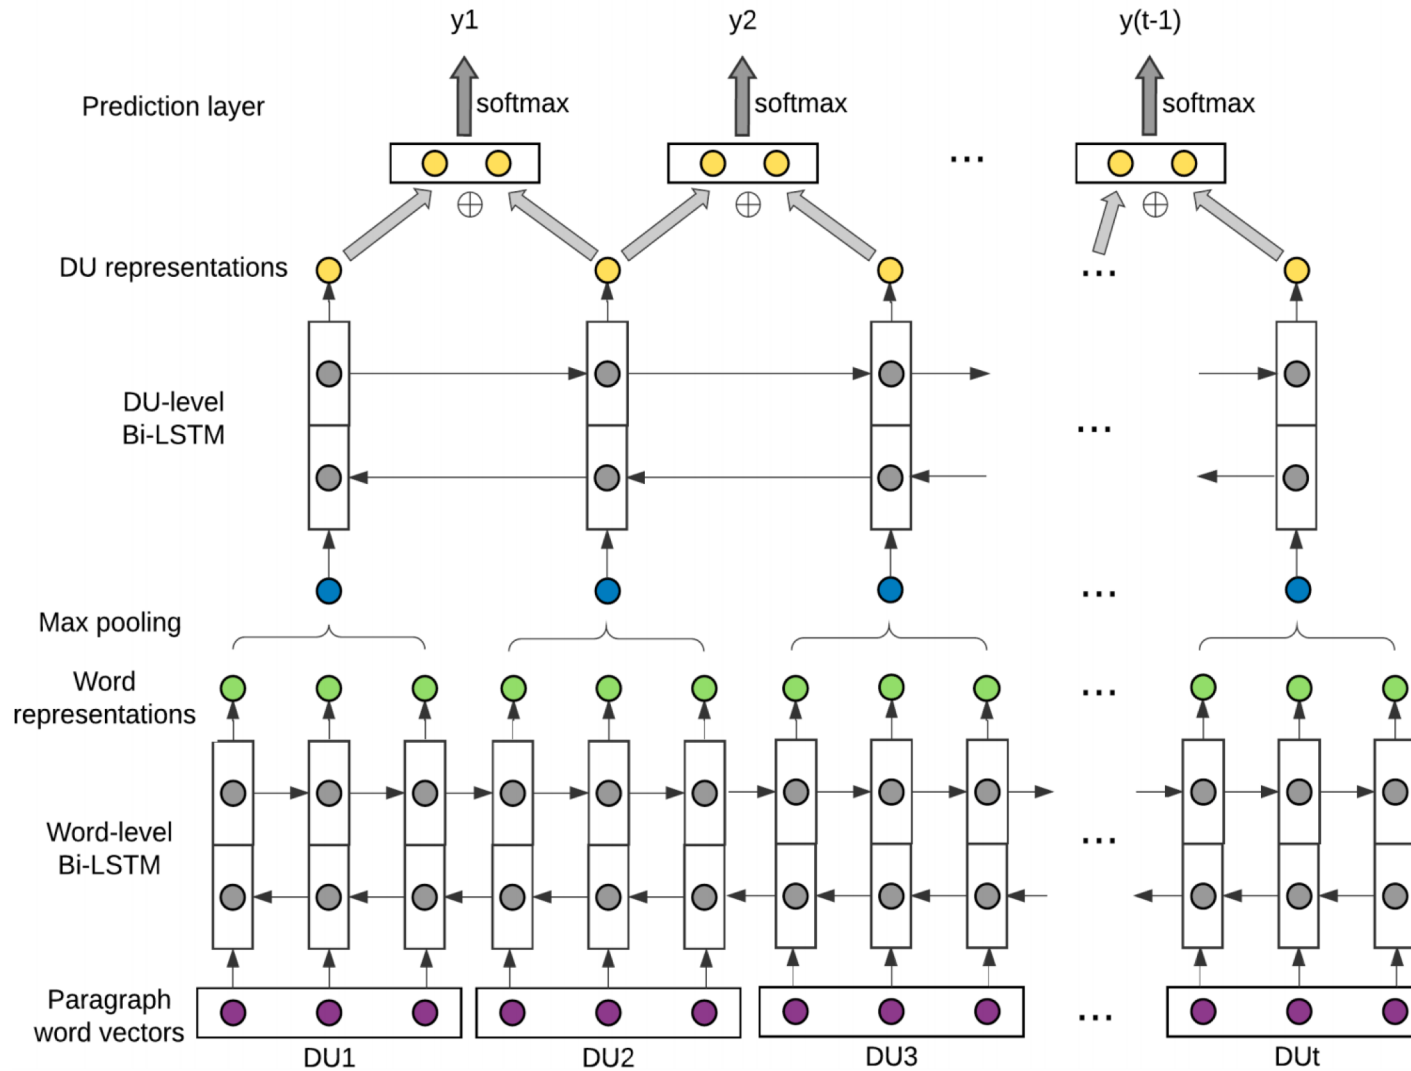 y1 y2 y(t-1)
Prediction layer softmax softmax softmax
...
DU representations ...
DU-level
Bi-LSTM
...
...
Max pooling
Word
representations
...
Word-level
Bi-LSTM
...
Paragraph
word vectors
...
DU1 DU2 DU3 DUt